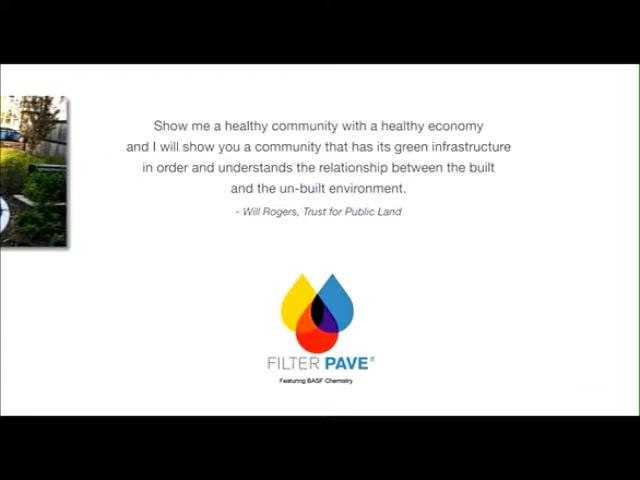 Show me a healthy community with a healthy economy
and I will show you a community that has its green infrastructure
in order and understands the relationship between the built
and the un-built environment.
- Will Rogers, Trust for Public Land
FILTER PAVE®
Featuring BASF Chemistry